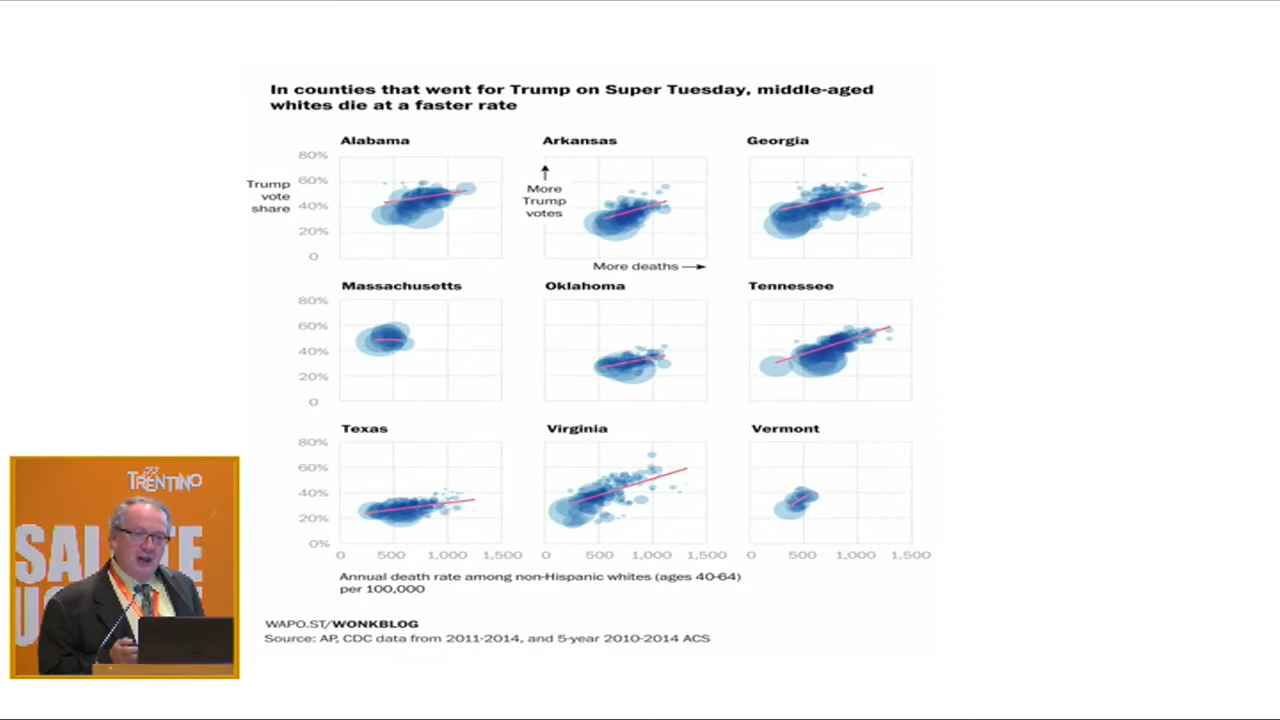 In counties that went for Trump on Super Tuesday, middle-aged
whites die at a faster rate
Alabama
Arkansas
Georgia
80%
60%
40%
20%
0
Trump
vote
share
More
Trump
votes
More deaths
Massachusetts
Oklahoma
Tennessee
80%
60%
40%
20%
0
Texas
Virginia
Vermont
80%
60%
40%
20%
0%
0 500 1,000 1,500
0 500 1,000 1,500
0 500 1,000 1,500
Annual death rate among non-Hispanic whites (ages 40-64)
per 100,000
WAPO.ST/WONKBLOG
Source: AP, CDC data from 2011-2014, and 5-year 2010-2014 ACS
TRENTINO